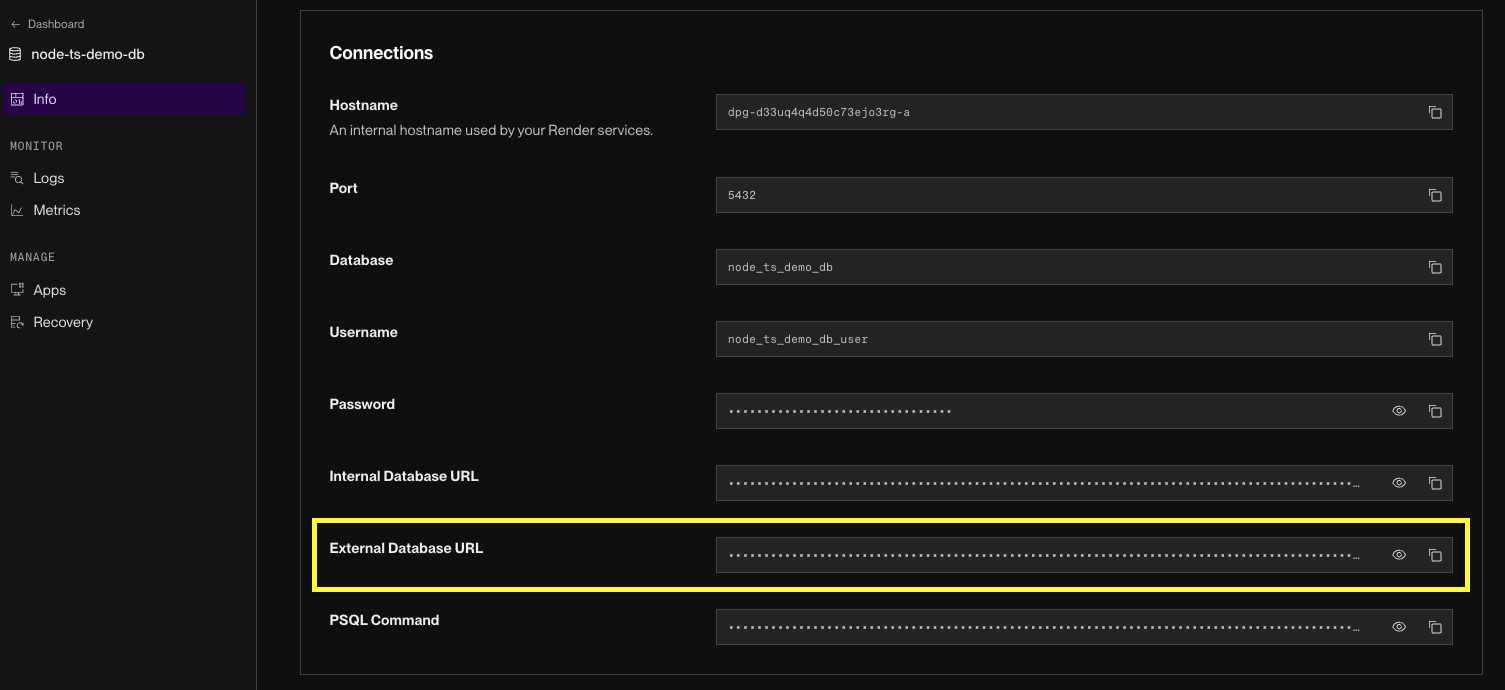 Dashboard
node-ts-demo-db
Info
MONITOR
Logs
Metrics
MANAGE
Apps
Recovery
Connections
Hostname
An internal hostname used by your Render services.
dpg-d33uq4q4d50c73ejo3rg-a
Port
5432
Database
node_ts_demo_db
Username
node_ts_demo_db_user
Password
••••••••••••••••••••••••••••••••
Internal Database URL
••••••••••••••••••••••••••••••••••••••••••••••••••••••••••••••••••••••••••••••••••••••••…
External Database URL
••••••••••••••••••••••••••••••••••••••••••••••••••••••••••••••••••••••••••••••••••••••••…
PSQL Command
••••••••••••••••••••••••••••••••••••••••••••••••••••••••••••••••••••••••••••••••••••••••…